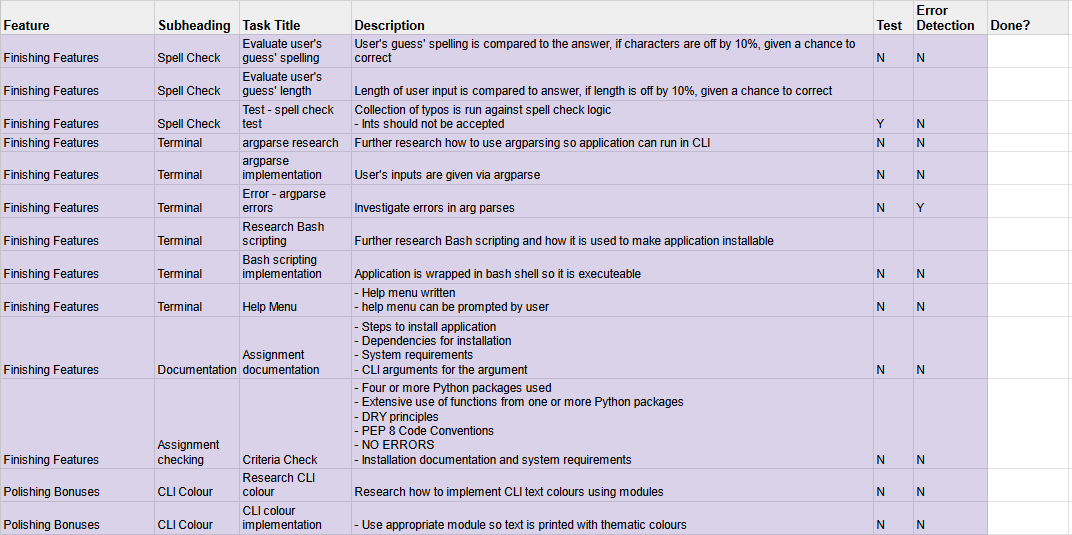 Feature Subheading Task Title Description Test Error Detection Done?
Finishing Features Spell Check Evaluate user's guess' spelling User's guess' spelling is compared to the answer, if characters are off by 10%, given a chance to correct N N
Finishing Features Spell Check Evaluate user's guess' length Length of user input is compared to answer, if length is off by 10%, given a chance to correct
Finishing Features Spell Check Test - spell check test Collection of typos is run against spell check logic
- Ints should not be accepted Y N
Finishing Features Terminal argparse research Further research how to use argparsing so application can run in CLI N N
Finishing Features Terminal argparse implementation User's inputs are given via argparse N N
Finishing Features Terminal Error - argparse errors Investigate errors in arg parses N Y
Finishing Features Terminal Research Bash scripting Further research Bash scripting and how it is used to make application installable
Finishing Features Terminal Bash scripting implementation Application is wrapped in bash shell so it is executeable N N
Finishing Features Terminal Help Menu - Help menu written
- help menu can be prompted by user N N
Finishing Features Documentation Assignment documentation - Steps to install application
- Dependencies for installation
- System requirements
- CLI arguments for the argument N N
Finishing Features Assignment checking Criteria Check - Four or more Python packages used
- Extensive use of functions from one or more Python packages
- DRY principles
- PEP 8 Code Conventions
- NO ERRORS
- Installation documentation and system requirements N N
Polishing Bonuses CLI Colour Research CLI colour Research how to implement CLI text colours using modules N N
Polishing Bonuses CLI Colour CLI colour implementation - Use appropriate module so text is printed with thematic colours N N